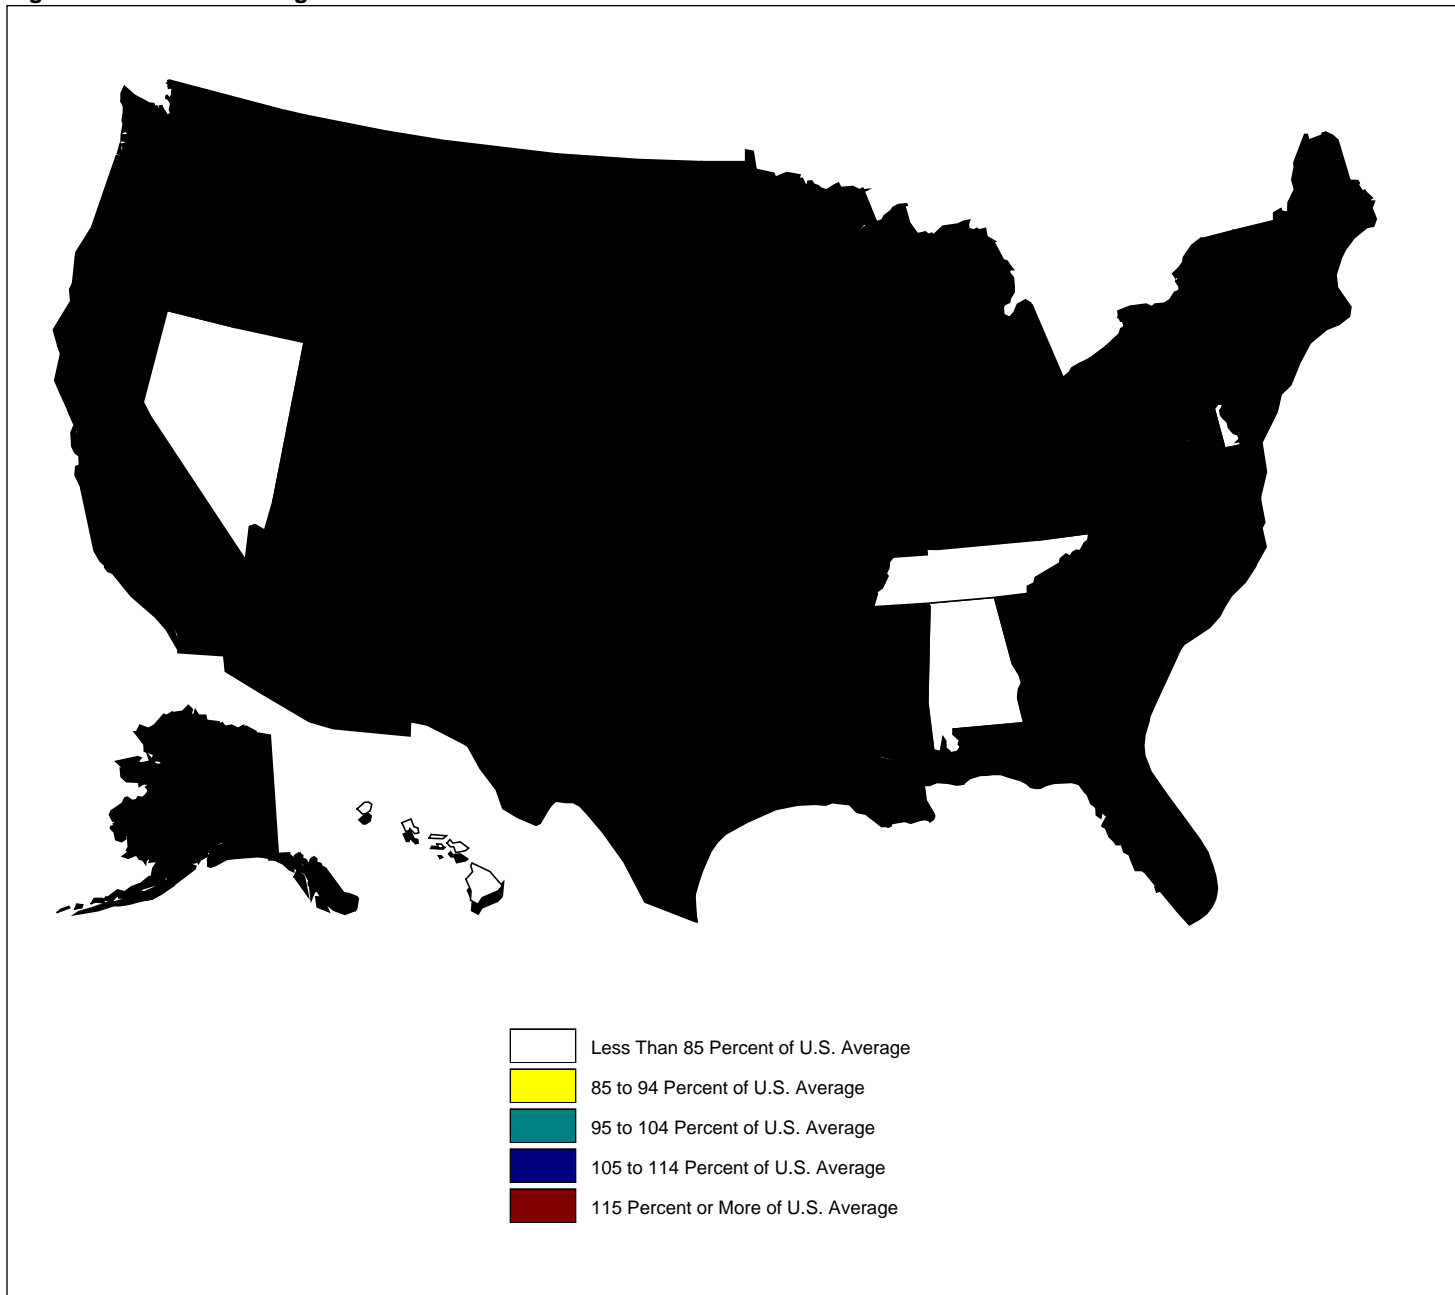 Less Than 85 Percent of U.S. Average
85 to 94 Percent of U.S. Average
95 to 104 Percent of U.S. Average
105 to 114 Percent of U.S. Average
115 Percent or More of U.S. Average